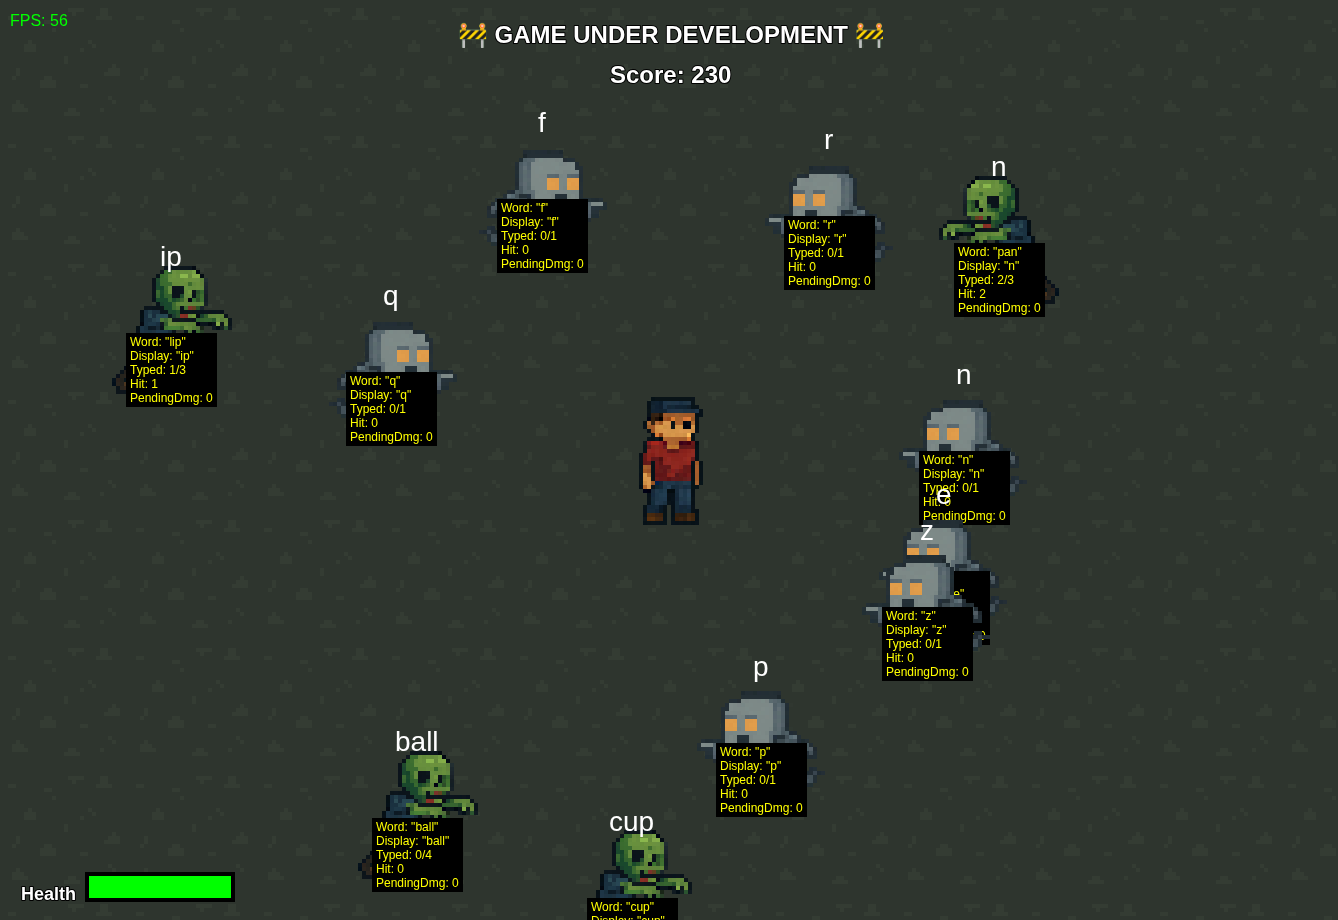 FPS: 56
🚧 GAME UNDER DEVELOPMENT 🚧
Score: 230
f
Word: "f"
Display: "f"
Typed: 0/1
Hit: 0
PendingDmg: 0
r
Word: "r"
Display: "r"
Typed: 0/1
Hit: 0
PendingDmg: 0
n
Word: "pan"
Display: "n"
Typed: 2/3
Hit: 2
PendingDmg: 0
ip
Word: "lip"
Display: "ip"
Typed: 1/3
Hit: 1
PendingDmg: 0
q
Word: "q"
Display: "q"
Typed: 0/1
Hit: 0
PendingDmg: 0
n
Word: "n"
Display: "n"
Typed: 0/1
Hit: 0
PendingDmg: 0
e
z
Word: "z"
Display: "z"
Typed: 0/1
Hit: 0
PendingDmg: 0
p
Word: "p"
Display: "p"
Typed: 0/1
Hit: 0
PendingDmg: 0
ball
Word: "ball"
Display: "ball"
Typed: 0/4
Hit: 0
PendingDmg: 0
cup
Word: "cup"
Display: "cup"
Health